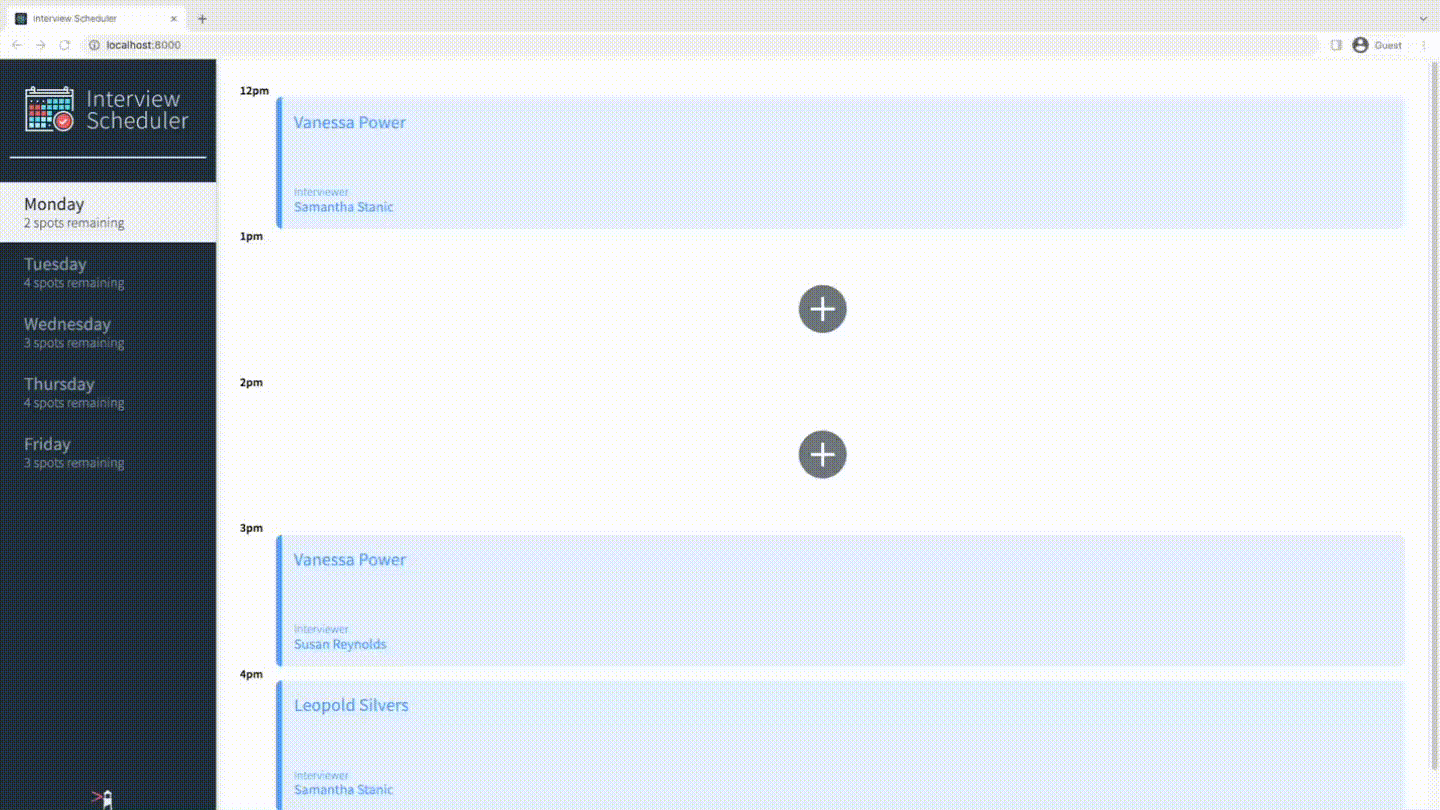 Interview Scheduler
localhost:8000
Guest
Interview
Scheduler
Monday
2 spots remaining
Tuesday
4 spots remaining
Wednesday
3 spots remaining
Thursday
4 spots remaining
Friday
3 spots remaining
12pm
Vanessa Power
Interviewer
Samantha Stanic
1pm
2pm
3pm
Vanessa Power
Interviewer
Susan Reynolds
4pm
Leopold Silvers
Interviewer
Samantha Stanic